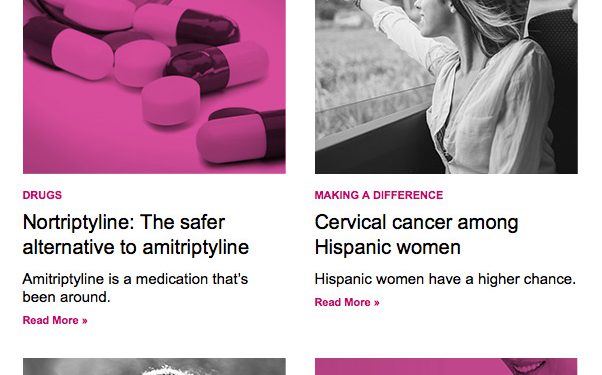 DRUGS
Nortriptyline: The safer
alternative to amitriptyline
Amitriptyline is a medication that's
been around.
Read More »
MAKING A DIFFERENCE
Cervical cancer among
Hispanic women
Hispanic women have a higher chance.
Read More »